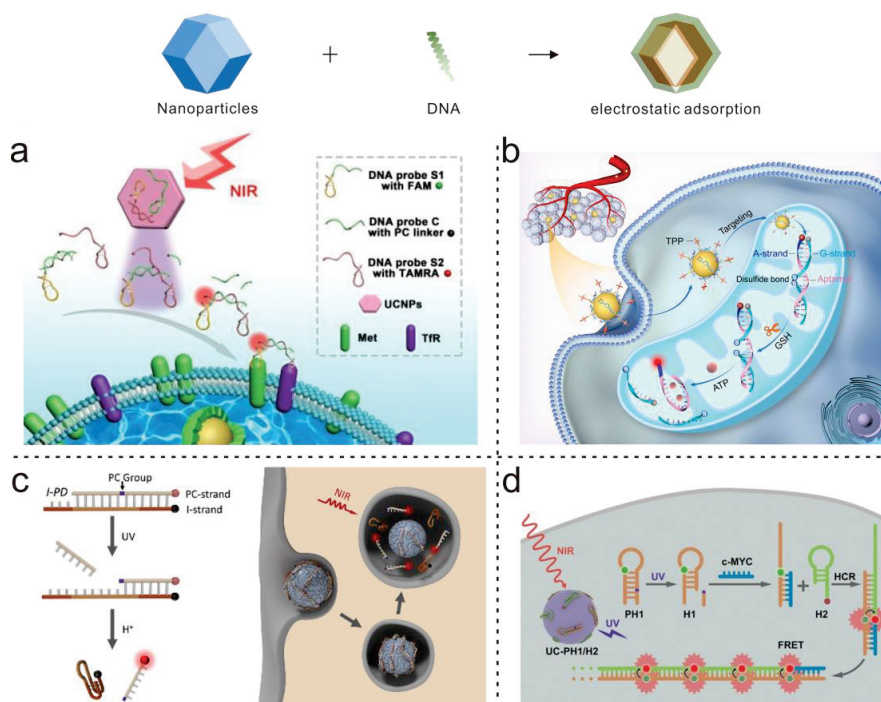 Nanoparticles
+
DNA
electrostatic adsorption
a
NIR
DNA probe S1
with FAM
DNA probe C
with PC linker
DNA probe S2
with TAMRA
UCNPs
Met
TfR
b
TPP
Targeting
A-strand
G-strand
Disulfide bond
Aptamer
GSH
ATP
c
PC Group
I-PD
PC-strand
I-strand
UV
H⁺
NIR
d
NIR
UV
c-MYC
HCR
+
PH1
H1
H2
UV
UC-PH1/H2
FRET